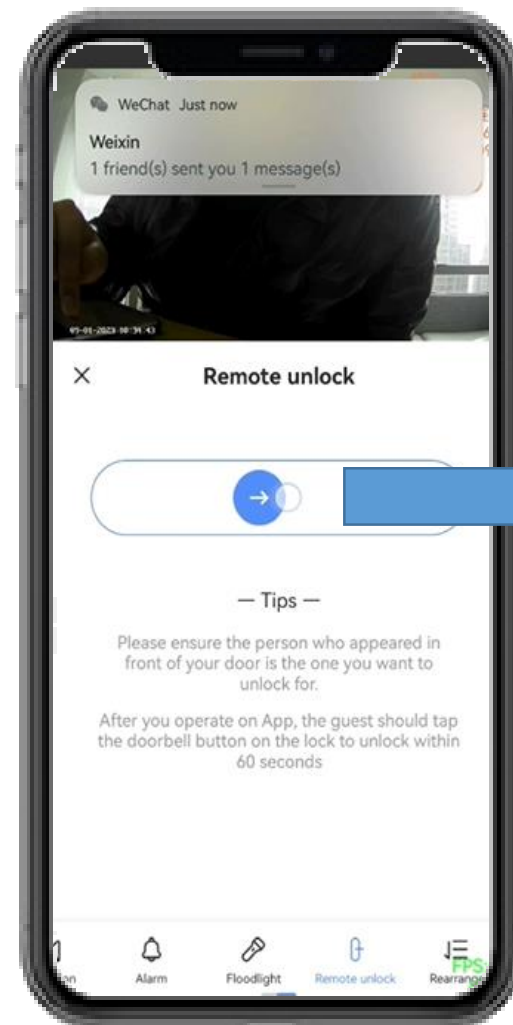 WeChat Just now
Weixin
1 friend(s) sent you 1 message(s)
Remote unlock
— Tips —
Please ensure the person who appeared in
front of your door is the one you want to
unlock for.
After you operate on App, the guest should tap
the doorbell button on the lock to unlock within
60 seconds
Alarm
Floodlight
Remote unlock
Rearrange
FPS